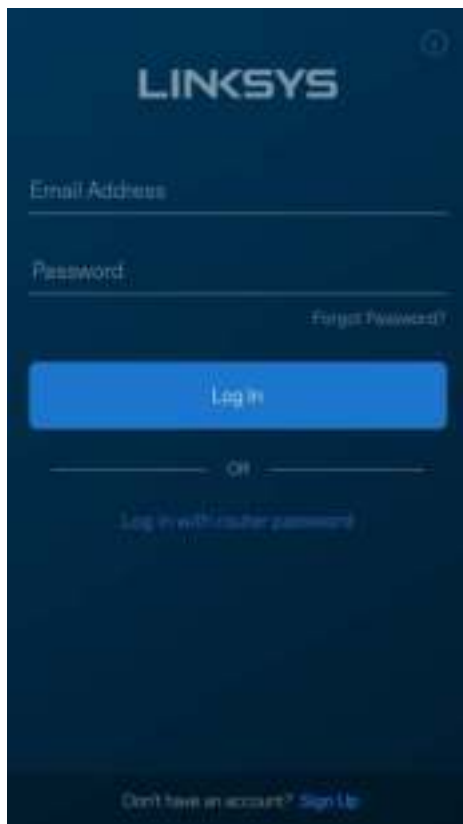 LINKSYS
Email Address
Password
Forgot Password?
Log In
OR
Log in with router password
Don't have an account? Sign Up